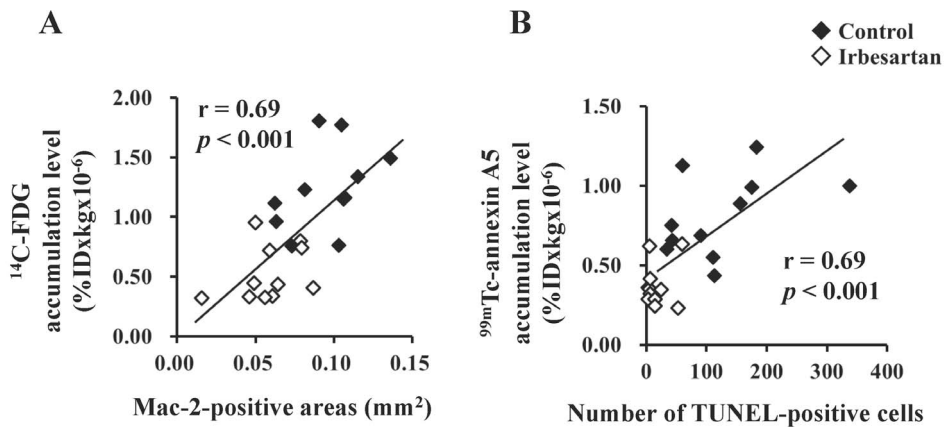 A
B
Control
Irbesartan
¹⁴C-FDG
accumulation level
(%IDxkgx10⁻⁶)
2.00
1.50
1.00
0.50
0.00
r = 0.69
p < 0.001
0.00 0.05 0.10 0.15
Mac-2-positive areas (mm²)
⁹⁹ᵐTc-annexin A5
accumulation level
(%IDxkgx10⁻⁶)
1.50
1.00
0.50
0.00
r = 0.69
p < 0.001
0 100 200 300 400
Number of TUNEL-positive cells